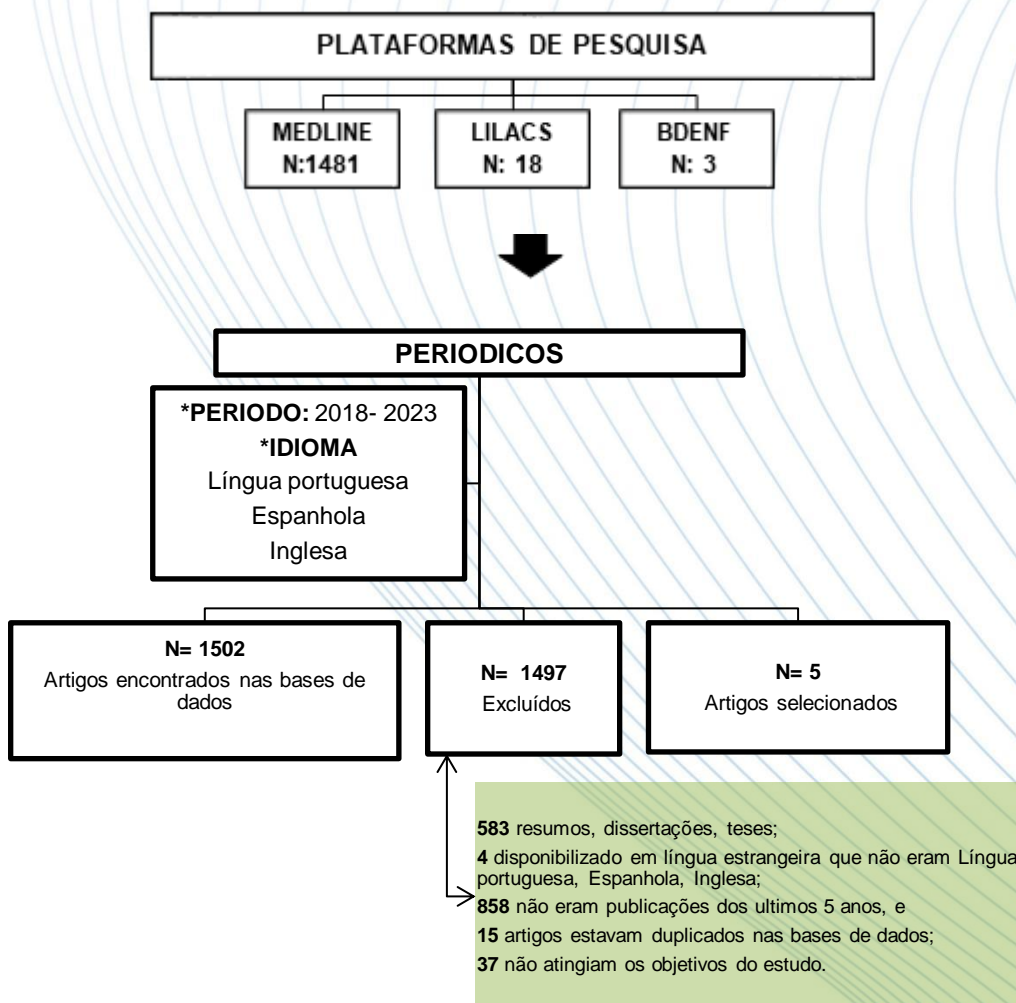 PLATAFORMAS DE PESQUISA
MEDLINE
N:1481
LILACS
N: 18
BDENF
N: 3
PERIODICOS
*PERIODO: 2018- 2023
*IDIOMA
Língua portuguesa
Espanhola
Inglesa
N= 1502
Artigos encontrados nas bases de
dados
N= 1497
Excluídos
N= 5
Artigos selecionados
583 resumos, dissertações, teses;
4 disponibilizado em língua estrangeira que não eram Língua
portuguesa, Espanhola, Inglesa;
858 não eram publicações dos ultimos 5 anos, e
15 artigos estavam duplicados nas bases de dados;
37 não atingiam os objetivos do estudo.